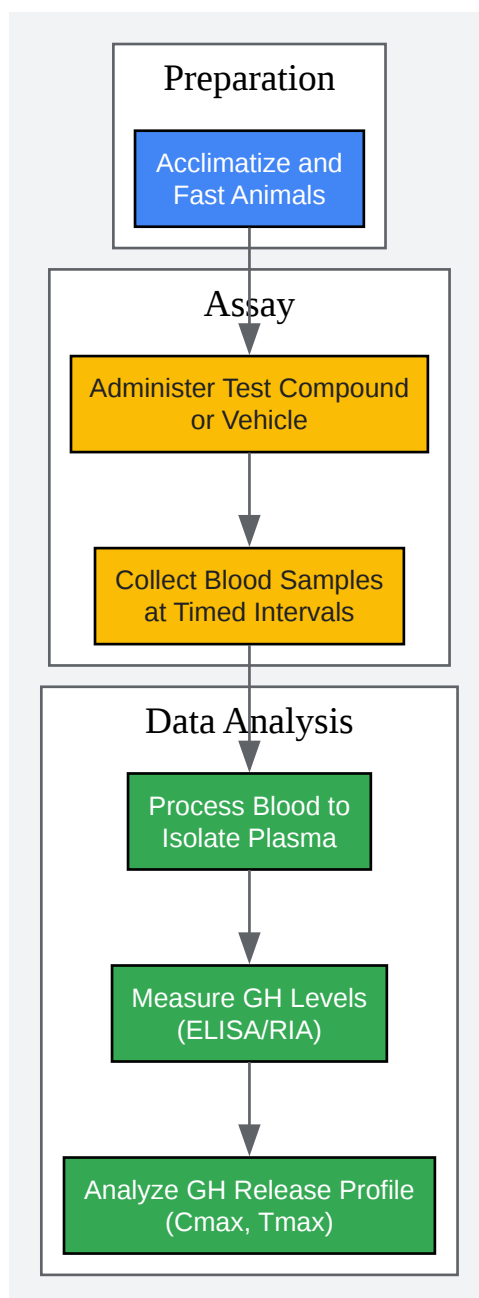 Preparation
Acclimatize and
Fast Animals
Assay
Administer Test Compound
or Vehicle
Collect Blood Samples
at Timed Intervals
Data Analysis
Process Blood to
Isolate Plasma
Measure GH Levels
(ELISA/RIA)
Analyze GH Release Profile
(Cmax, Tmax)